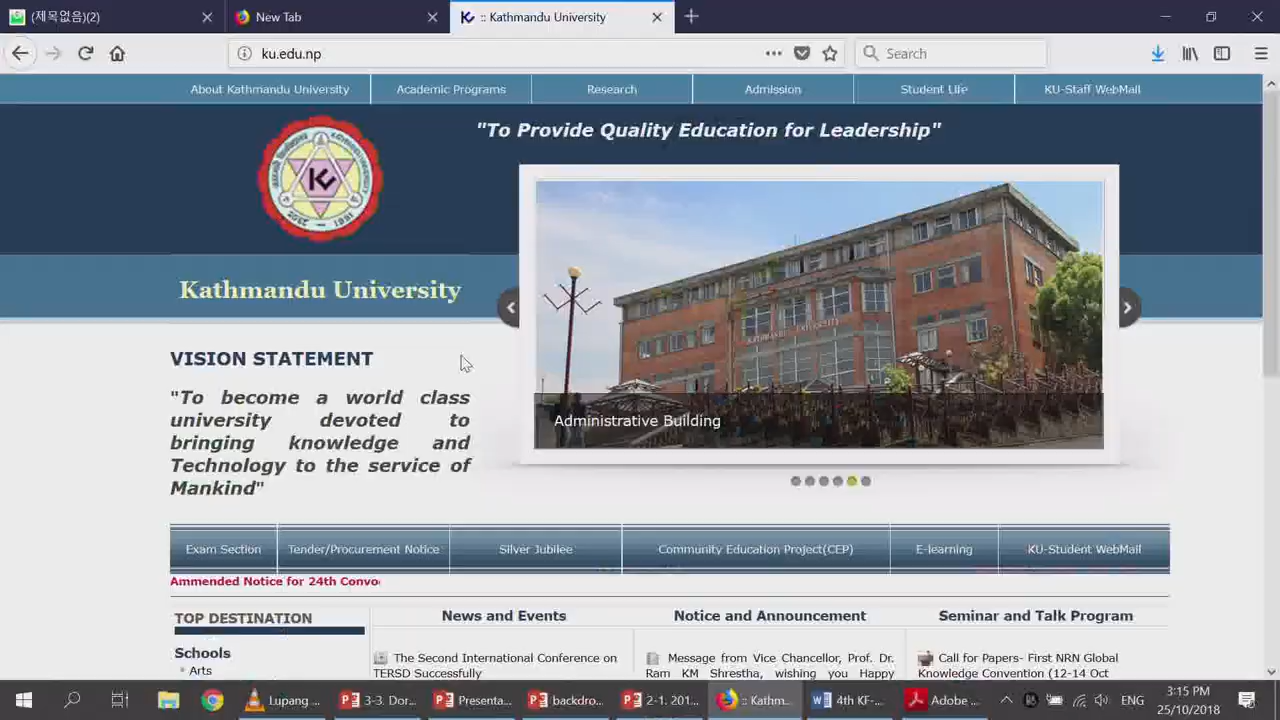 (제목없음)(2)
New Tab
:: Kathmandu University
ku.edu.np
Search
About Kathmandu University
Academic Programs
Research
Admission
Student Life
KU-Staff WebMail
"To Provide Quality Education for Leadership"
Kathmandu University
KATHMANDU UNIVERSITY
Administrative Building
VISION STATEMENT
"To become a world class
university devoted to
bringing knowledge and
Technology to the service of
Mankind"
Exam Section
Tender/Procurement Notice
Silver Jubilee
Community Education Project(CEP)
E-learning
KU-Student WebMail
Ammended Notice for 24th Convo
TOP DESTINATION
Schools
Arts
News and Events
The Second International Conference on
TERSD Successfully
Notice and Announcement
Message from Vice Chancellor, Prof. Dr.
Ram KM Shrestha, wishing you Happy
Seminar and Talk Program
Call for Papers- First NRN Global
Knowledge Convention (12-14 Oct
Lupang ...
3-3. Dor...
Presenta...
backdro...
2-1. 201...
:: Kathm...
4th KF-...
Adobe ...
ENG
3:15 PM
25/10/2018